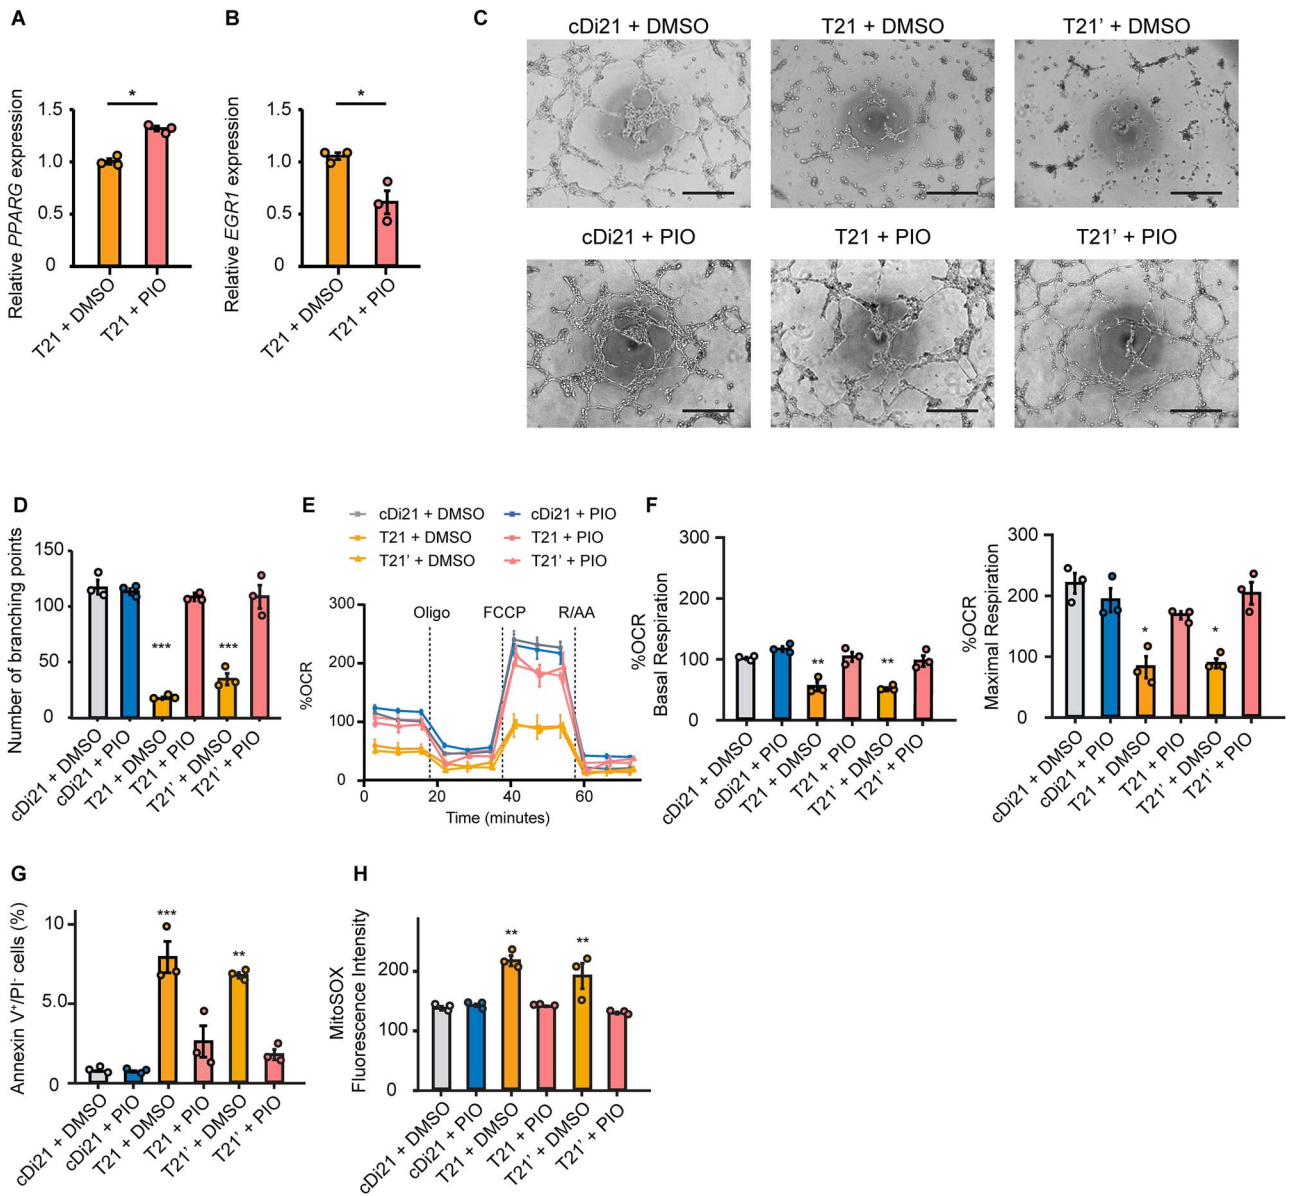 A
Relative PPARG expression
1.5
1.0
0.5
0
*
T21 + DMSO
T21 + PIO
B
Relative EGR1 expression
1.5
1.0
0.5
0
*
T21 + DMSO
T21 + PIO
C
cDi21 + DMSO
T21 + DMSO
T21’ + DMSO
cDi21 + PIO
T21 + PIO
T21’ + PIO
D
Number of branching points
150
100
50
0
***
***
cDi21 + DMSO
cDi21 + PIO
T21 + DMSO
T21 + PIO
T21’ + DMSO
T21’ + PIO
E
cDi21 + DMSO
cDi21 + PIO
T21 + DMSO
T21 + PIO
T21’ + DMSO
T21’ + PIO
%OCR
300
200
100
0
Oligo
FCCP
R/AA
0
20
40
60
Time (minutes)
F
%OCR
Basal Respiration
300
200
100
0
**
**
cDi21 + DMSO
cDi21 + PIO
T21 + DMSO
T21 + PIO
T21’ + DMSO
T21’ + PIO
%OCR
Maximal Respiration
300
200
100
0
*
*
cDi21 + DMSO
cDi21 + PIO
T21 + DMSO
T21 + PIO
T21’ + DMSO
T21’ + PIO
G
Annexin V⁺/PI⁻ cells (%)
10
5.0
0
***
**
cDi21 + DMSO
cDi21 + PIO
T21 + DMSO
T21 + PIO
T21’ + DMSO
T21’ + PIO
H
MitoSOX
Fluorescence Intensity
200
100
0
**
**
cDi21 + DMSO
cDi21 + PIO
T21 + DMSO
T21 + PIO
T21’ + DMSO
T21’ + PIO